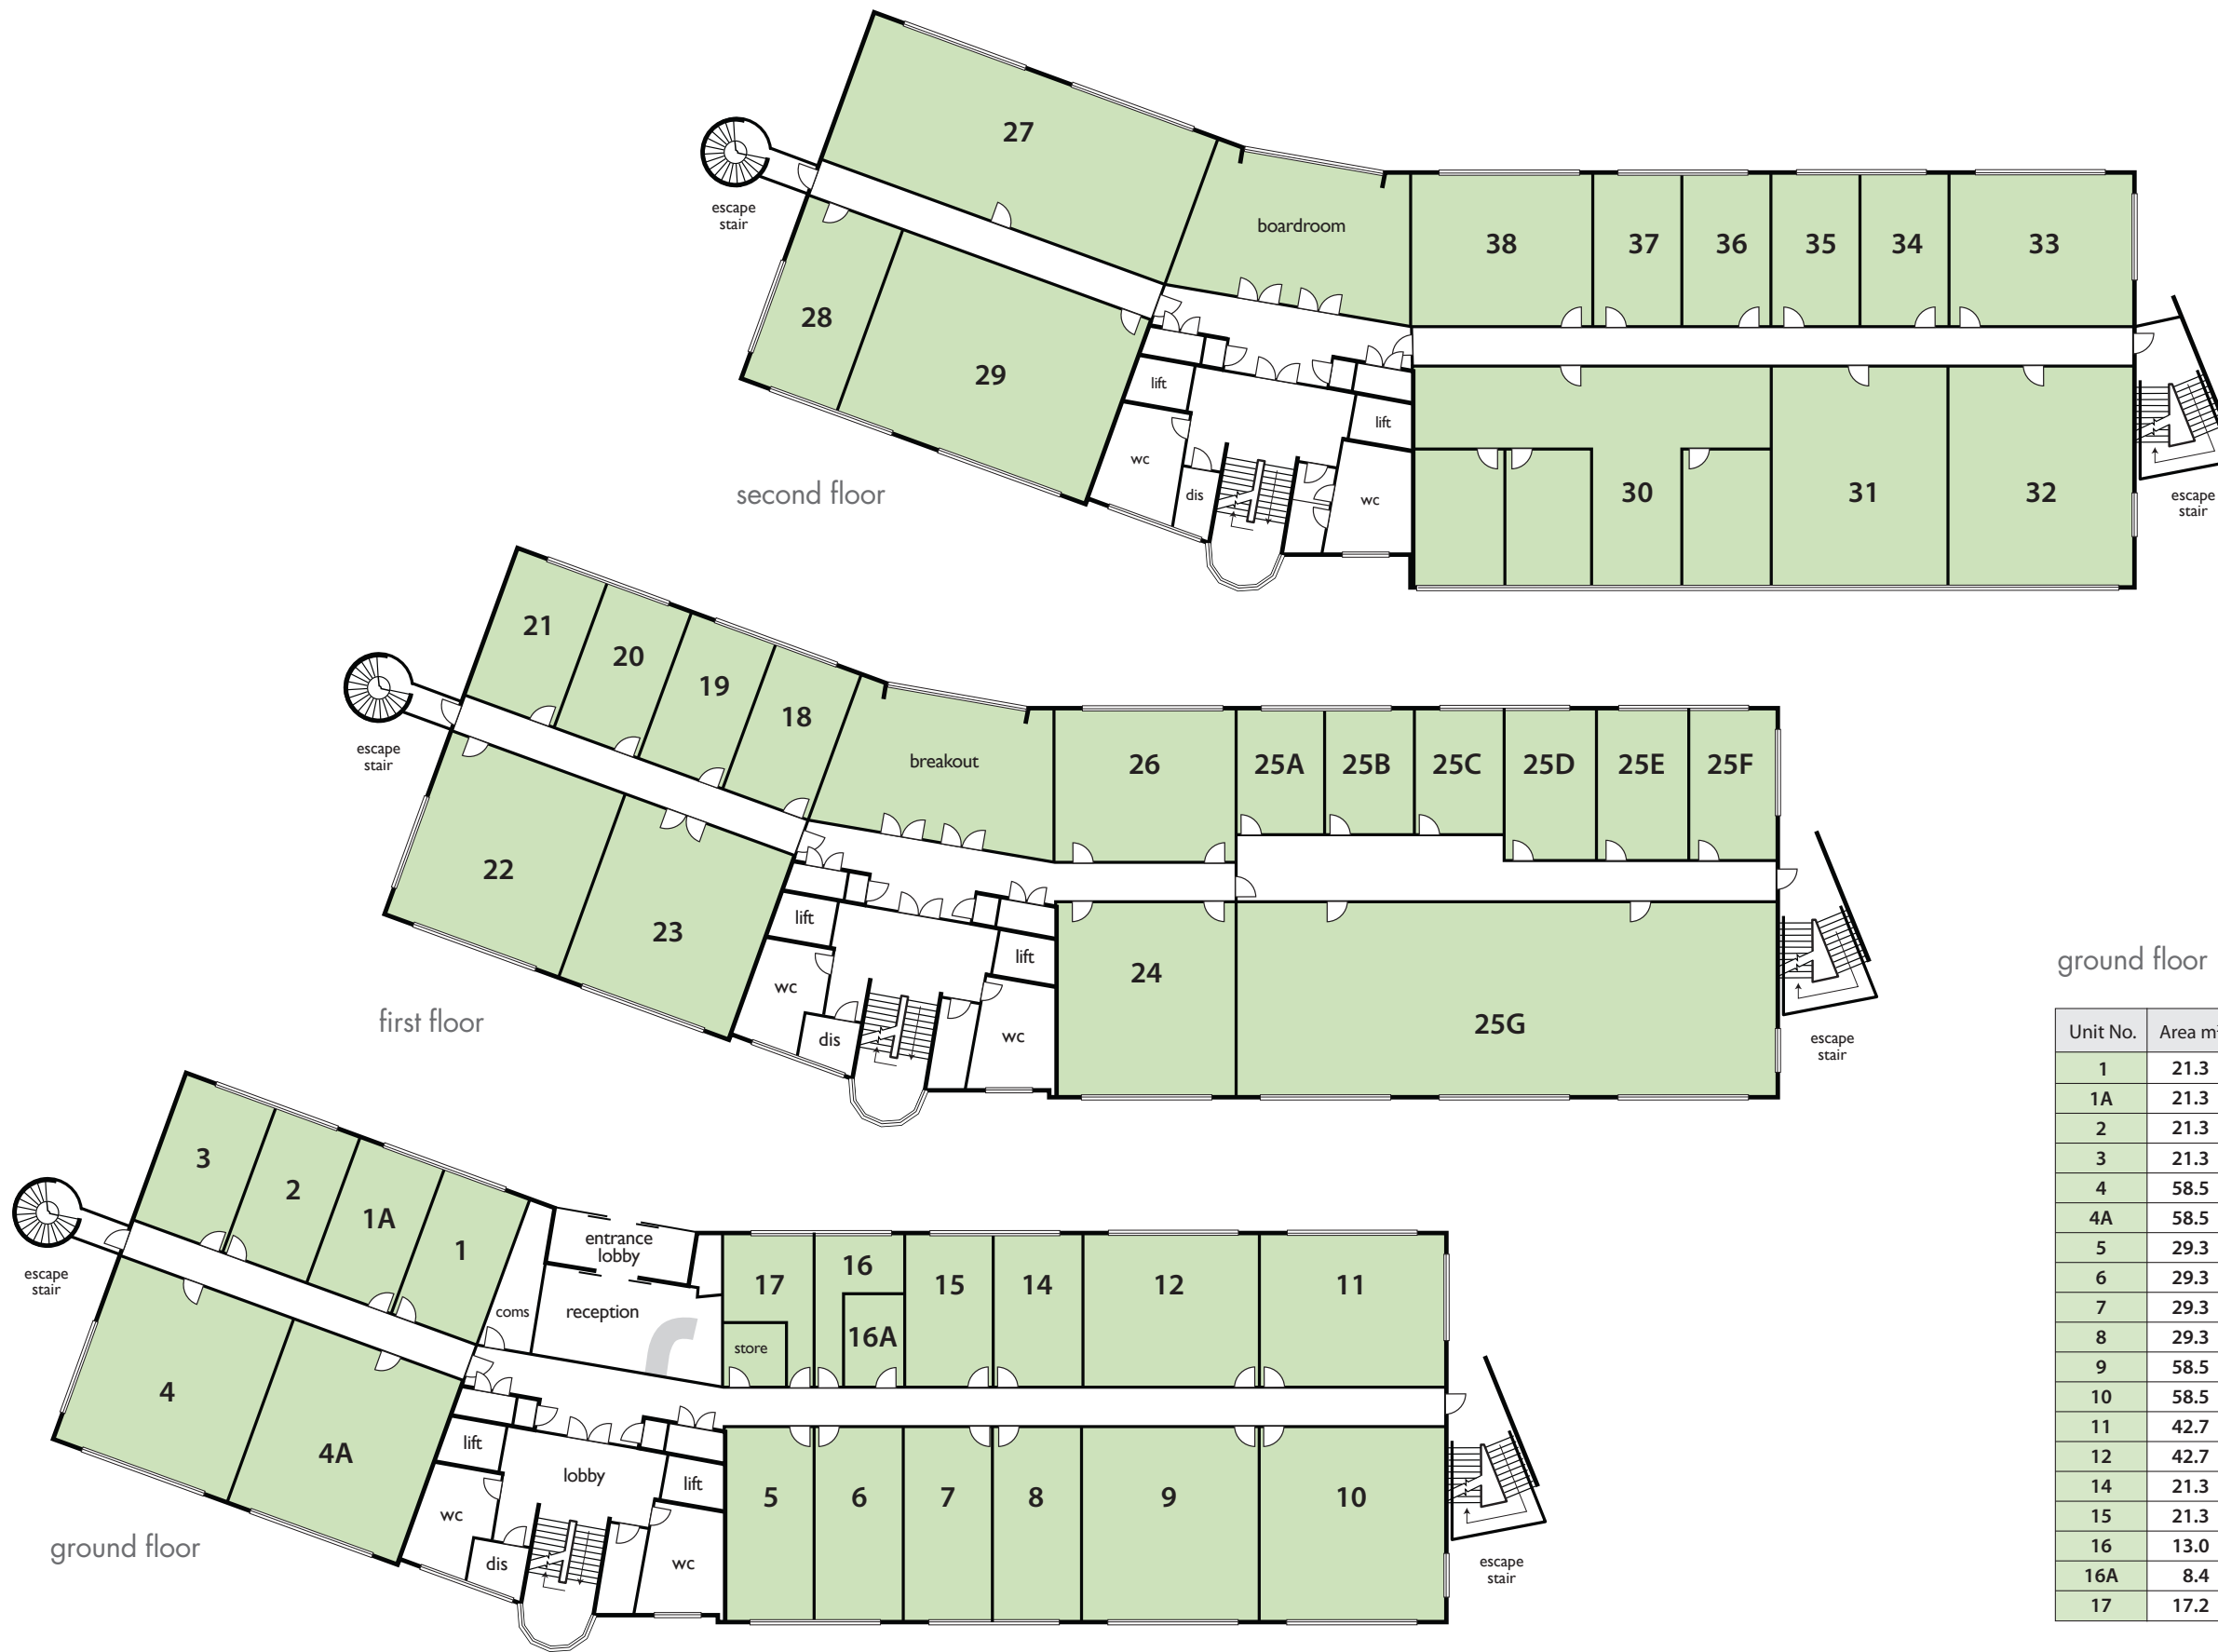 27
escape
stair
boardroom
38
37
36
35
34
33
28
29
lift
lift
wc
dis
wc
30
31
32
escape
stair
second floor
21
20
19
18
escape
stair
breakout
26
25A
25B
25C
25D
25E
25F
22
23
lift
lift
wc
dis
wc
24
25G
escape
stair
first floor
3
2
1A
1
escape
stair
entrance
lobby
coms
reception
17
store
16
16A
15
14
12
11
4
4A
lift
lobby
lift
wc
dis
wc
5
6
7
8
9
10
escape
stair
ground floor
ground floor
Unit No. Area m²
1 21.3
1A 21.3
2 21.3
3 21.3
4 58.5
4A 58.5
5 29.3
6 29.3
7 29.3
8 29.3
9 58.5
10 58.5
11 42.7
12 42.7
14 21.3
15 21.3
16 13.0
16A 8.4
17 17.2